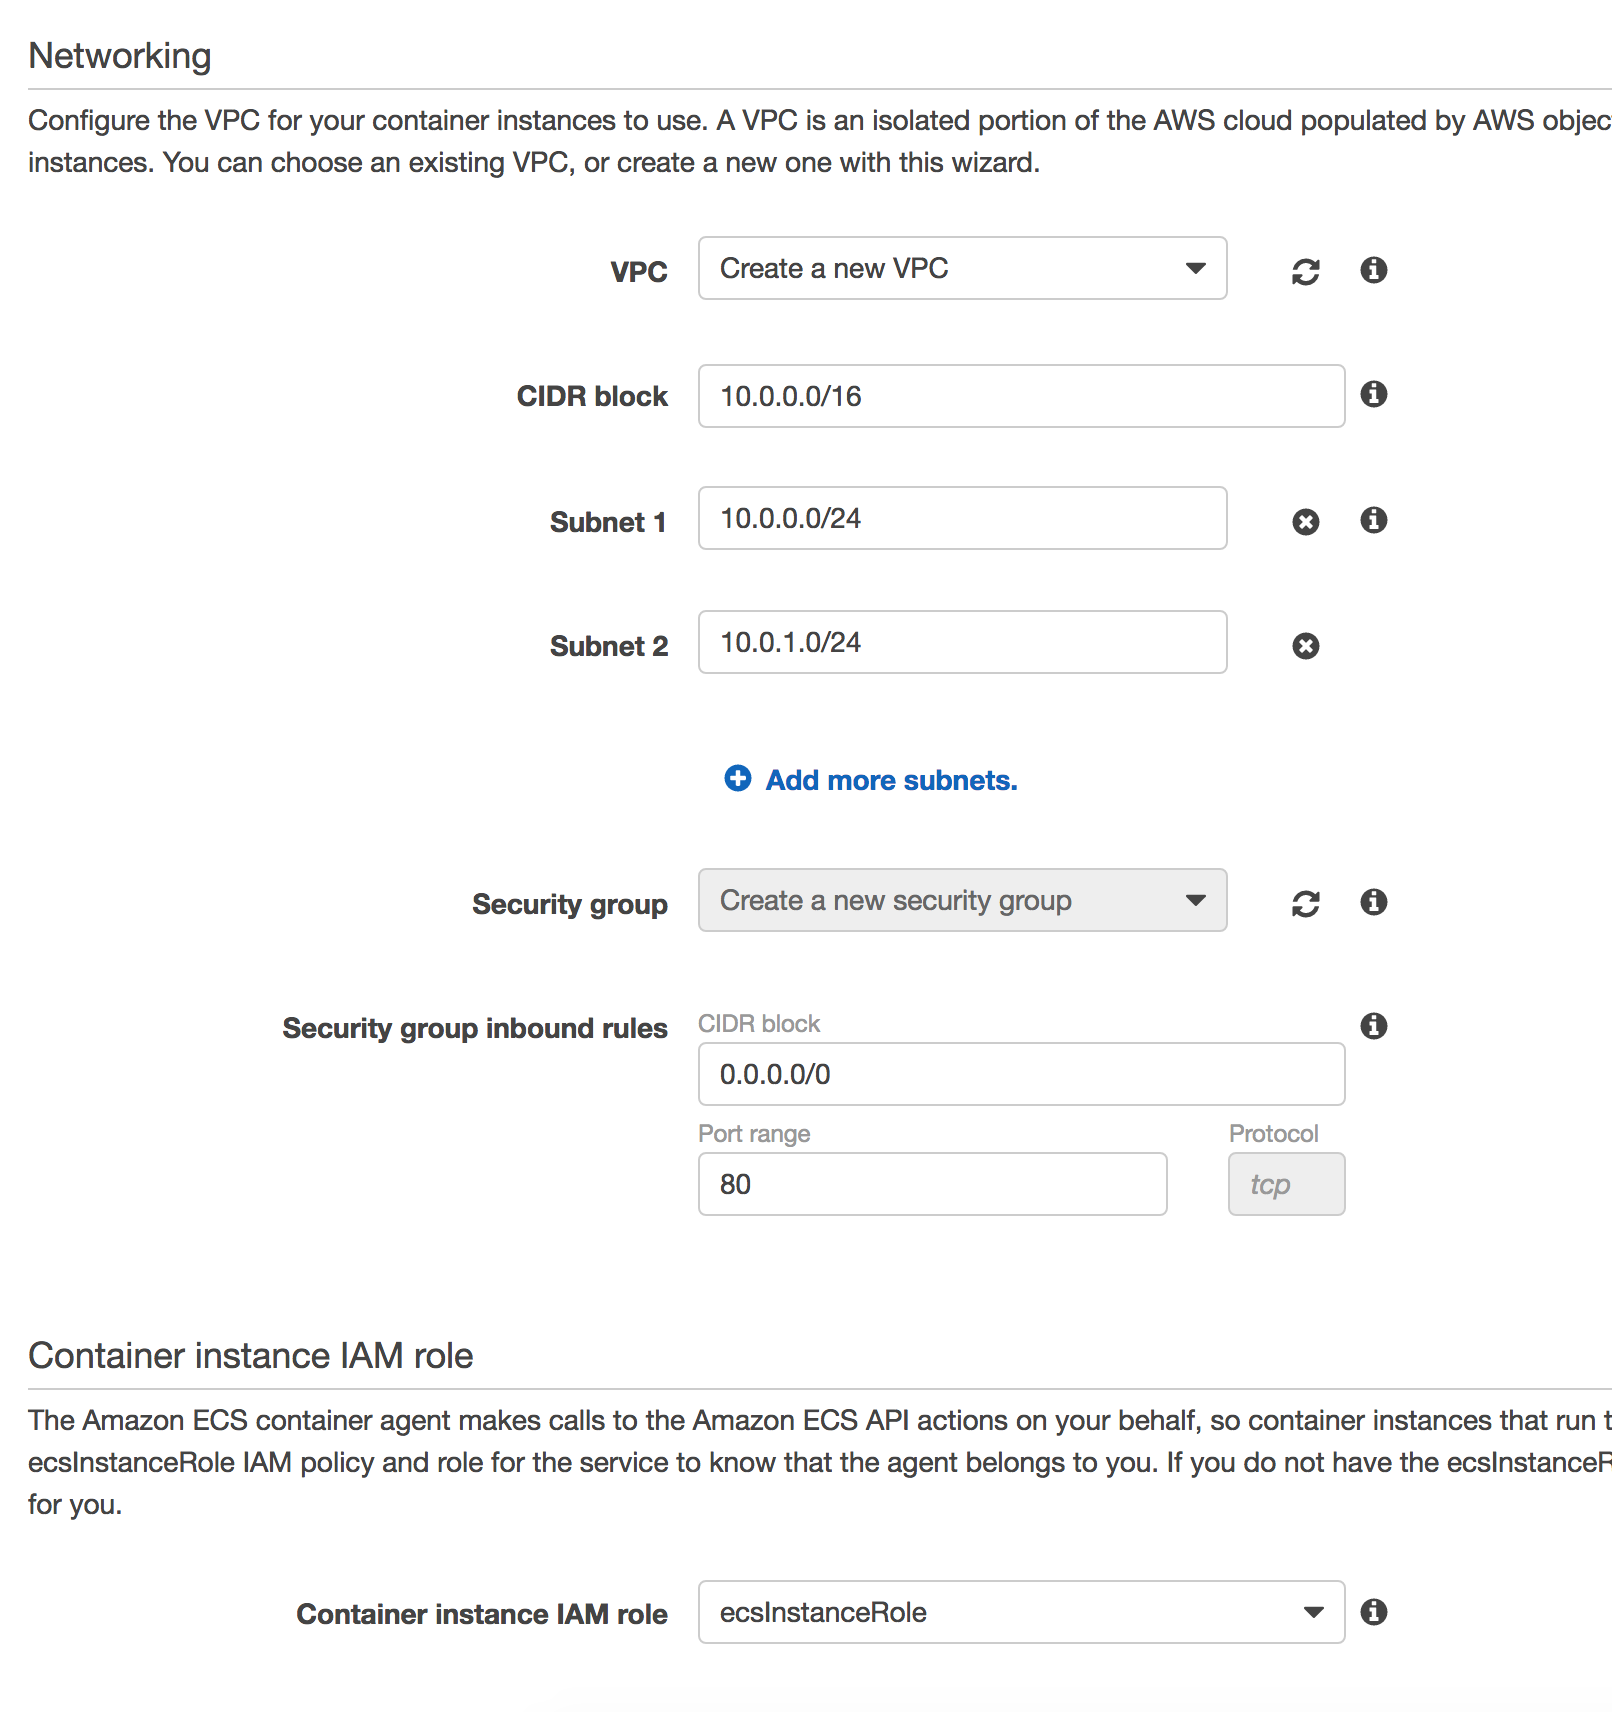 Networking
Configure the VPC for your container instances to use. A VPC is an isolated portion of the AWS cloud populated by AWS objec
instances. You can choose an existing VPC, or create a new one with this wizard.
VPC Create a new VPC
CIDR block 10.0.0.0/16
Subnet 1 10.0.0.0/24
Subnet 2 10.0.1.0/24
Add more subnets.
Security group Create a new security group
Security group inbound rules CIDR block
0.0.0.0/0
Port range Protocol
80 tcp
Container instance IAM role
The Amazon ECS container agent makes calls to the Amazon ECS API actions on your behalf, so container instances that run t
ecsInstanceRole IAM policy and role for the service to know that the agent belongs to you. If you do not have the ecsInstanceR
for you.
Container instance IAM role ecsInstanceRole